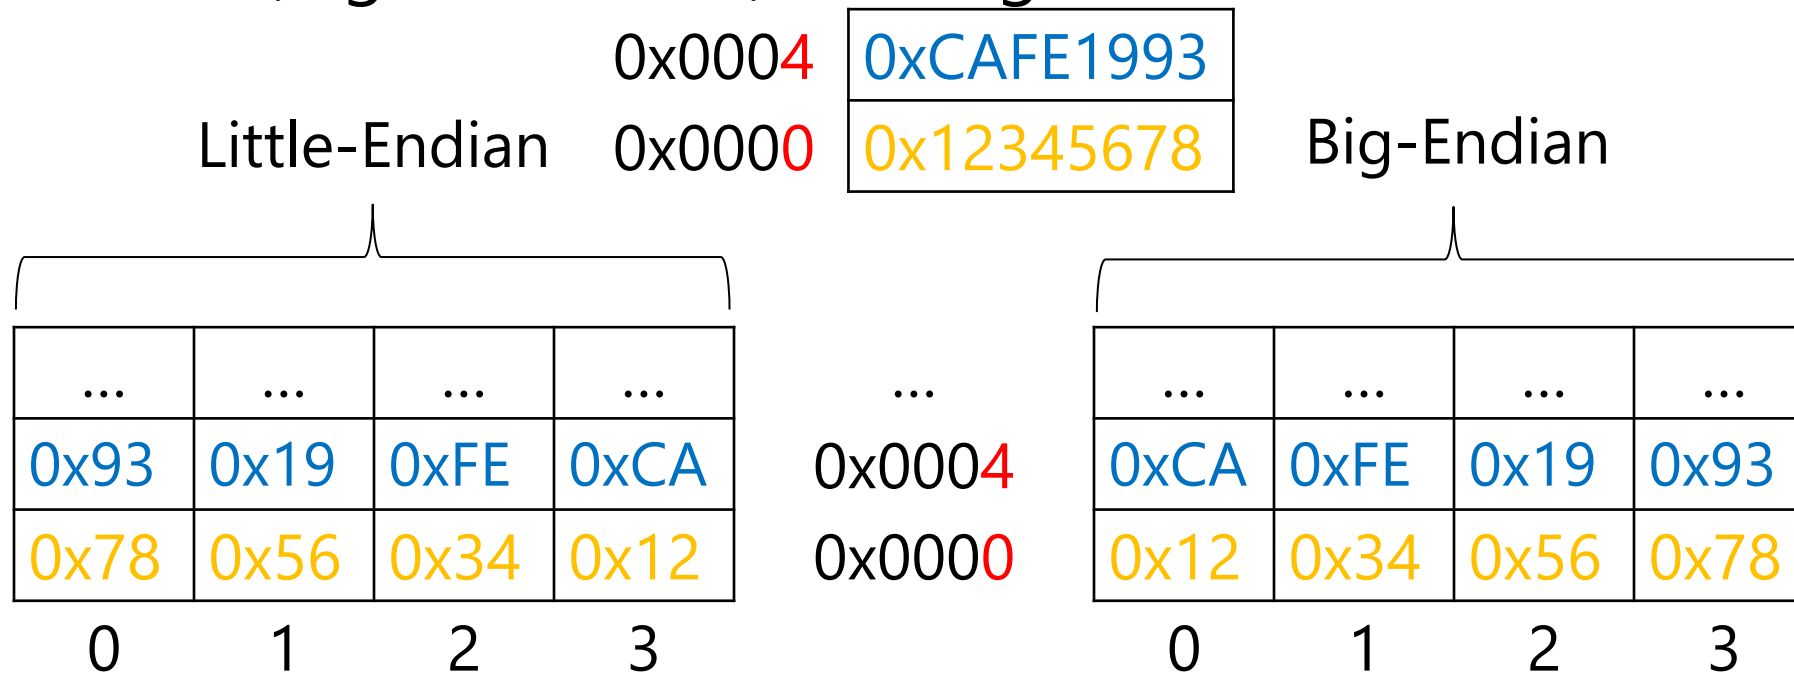 0x0004 0xCAFE1993
Little-Endian 0x0000 0x12345678 Big-Endian
... ... ... ... ... ... ... ... ...
0x93 0x19 0xFE 0xCA 0x0004 0xCA 0xFE 0x19 0x93
0x78 0x56 0x34 0x12 0x0000 0x12 0x34 0x56 0x78
0 1 2 3 0 1 2 3